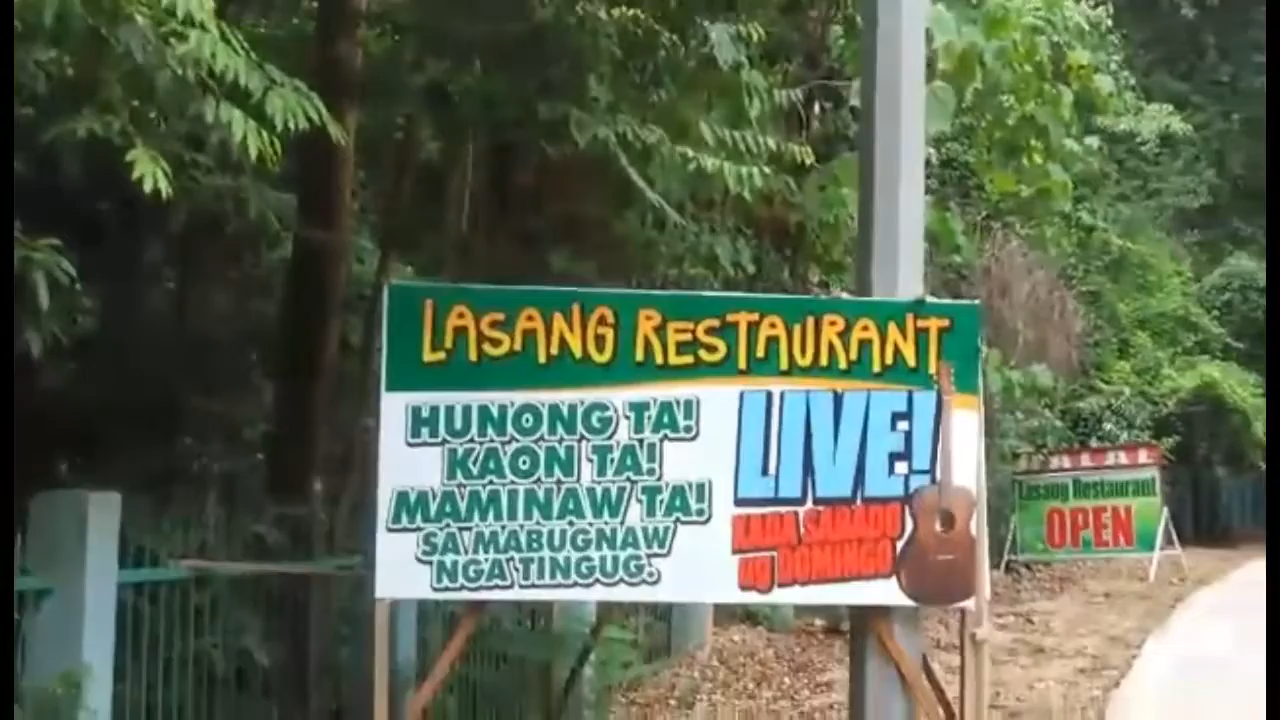 LASANG RESTAURANT
HUNONG TA!
KAON TA!
MAMINAW TA!
SA MABUGNAW
NGA TINGUG.
LIVE!
KADA SABADO
ug DOMINGO
HALAL
Lasang Restaurant
OPEN